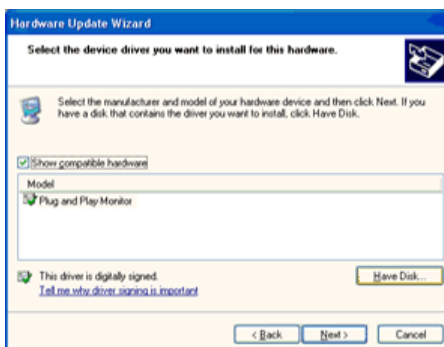 Hardware Update Wizard
Select the device driver you want to install for this hardware.
Select the manufacturer and model of your hardware device and then click Next. If you
have a disk that contains the driver you want to install, click Have Disk.
Show compatible hardware
Model
Plug and Play Monitor
This driver is digitally signed.
Have Disk...
Tell me why driver signing is important
< Back
Next >
Cancel